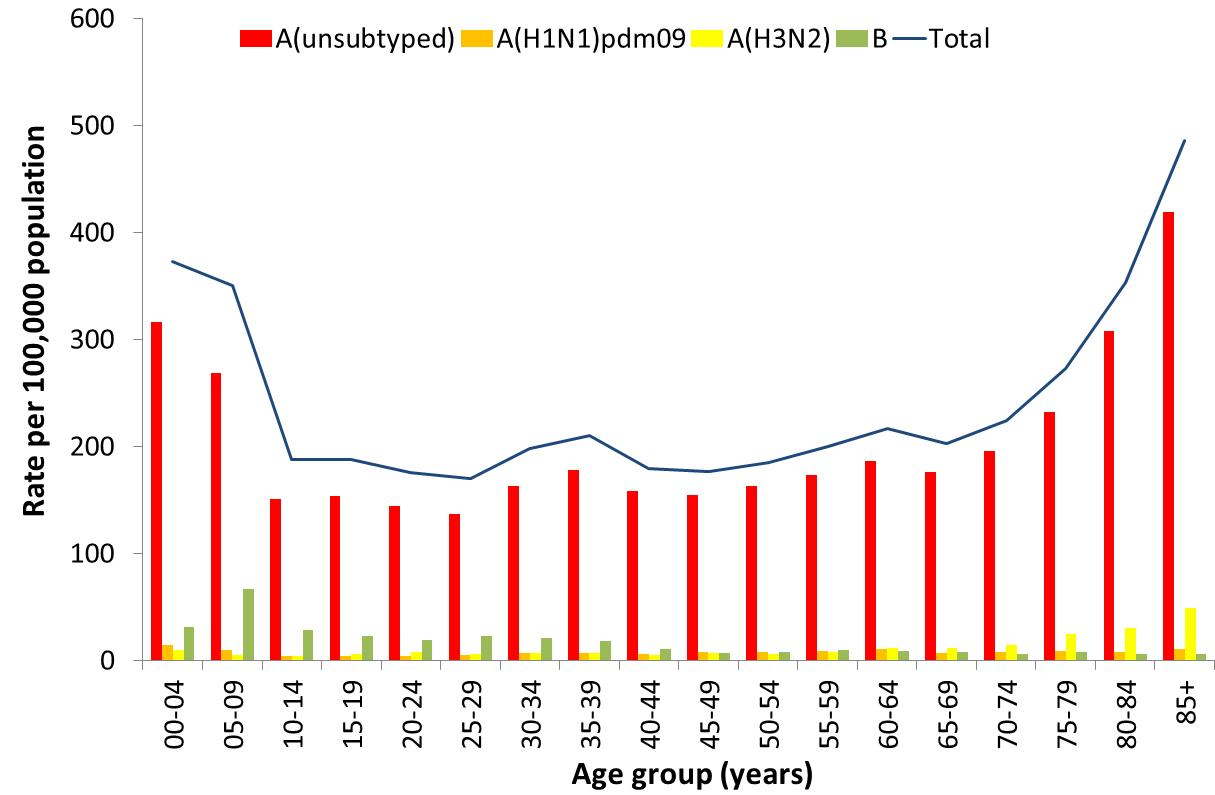 600
A(unsubtyped) A(H1N1)pdm09 A(H3N2) B Total
500
400
300
200
100
0
Rate per 100,000 population
00-04 05-09 10-14 15-19 20-24 25-29 30-34 35-39 40-44 45-49 50-54 55-59 60-64 65-69 70-74 75-79 80-84 85+
Age group (years)